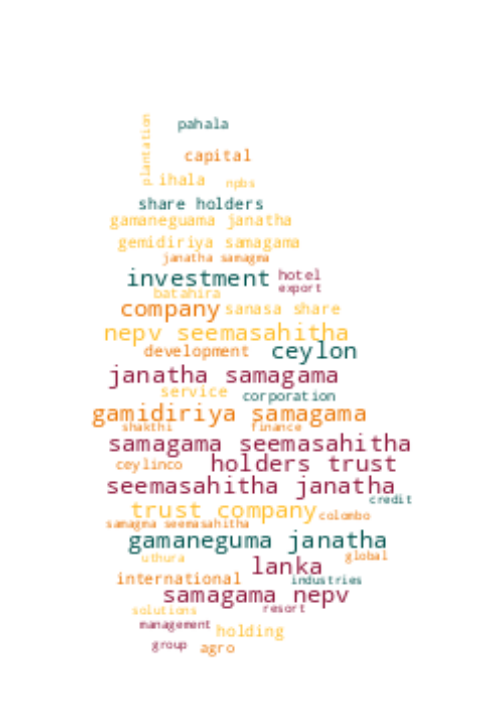 plantation
pahala
capital
ihala
npbs
share holders
gamaneguama janatha
gemidiriya samagama
janatha samagma
investment
hotel
export
batahira
company
sanasa share
nepv seemasahitha
development
ceylon
janatha samagama
service
corporation
gamidiriya samagama
shakthi
finance
samagama seemasahitha
ceylinco
holders trust
seemasahitha janatha
credit
trust company
colombo
samagma seemasahitha
gamaneguma janatha
uthura
global
lanka
international
industries
samagama nepv
solutions
resort
management
holding
group
agro